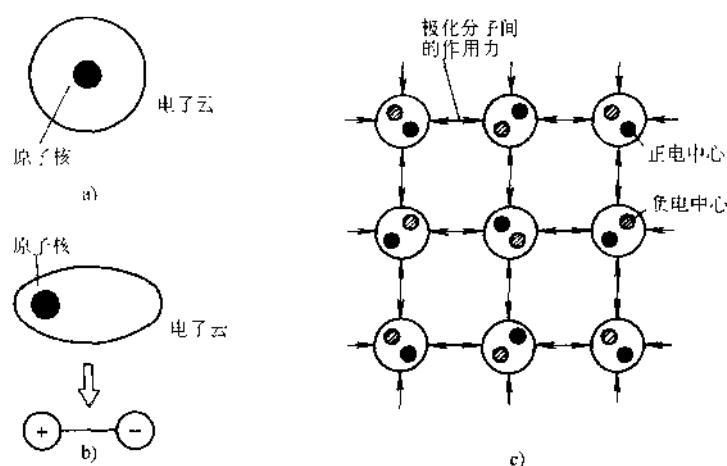 电子云
原子核
a)
原子核
电子云
+
−
b)
极化分子间
的作用力
正电中心
负电中心
c)